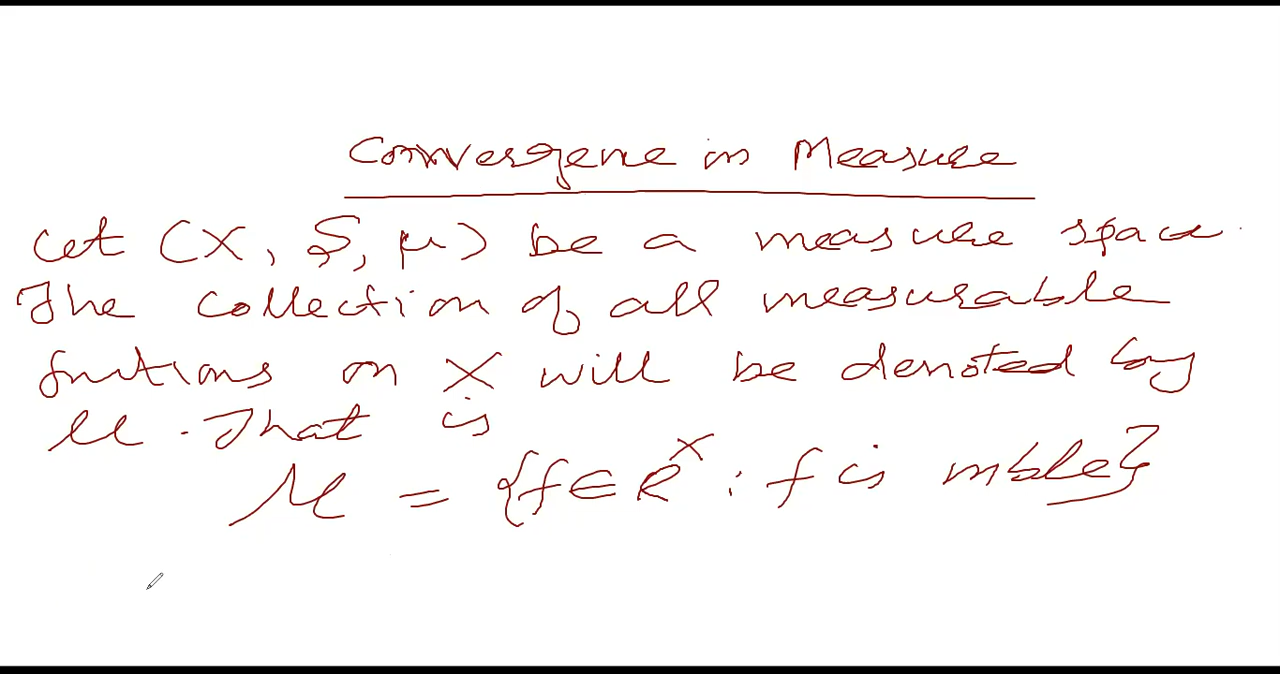 Convergene in Measure
Let (X, S, μ) be a measure space.
The collection of all measurable
funtions on X will be denoted by
M. That is
M = {f ∈ R^X : f is mble}